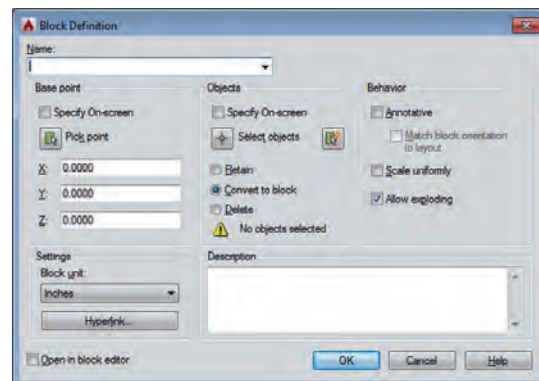 Block Definition
Name:
Base point
Specify On-screen
Pick point
X: 0.0000
Y: 0.0000
Z: 0.0000
Objects
Specify On-screen
Select objects
Retain
Convert to block
Delete
No objects selected
Behavior
Annotative
Match block orientation
to layout
Scale uniformly
Allow exploding
Settings
Block unit:
Inches
Hyperlink...
Description
Open in block editor
OK
Cancel
Help